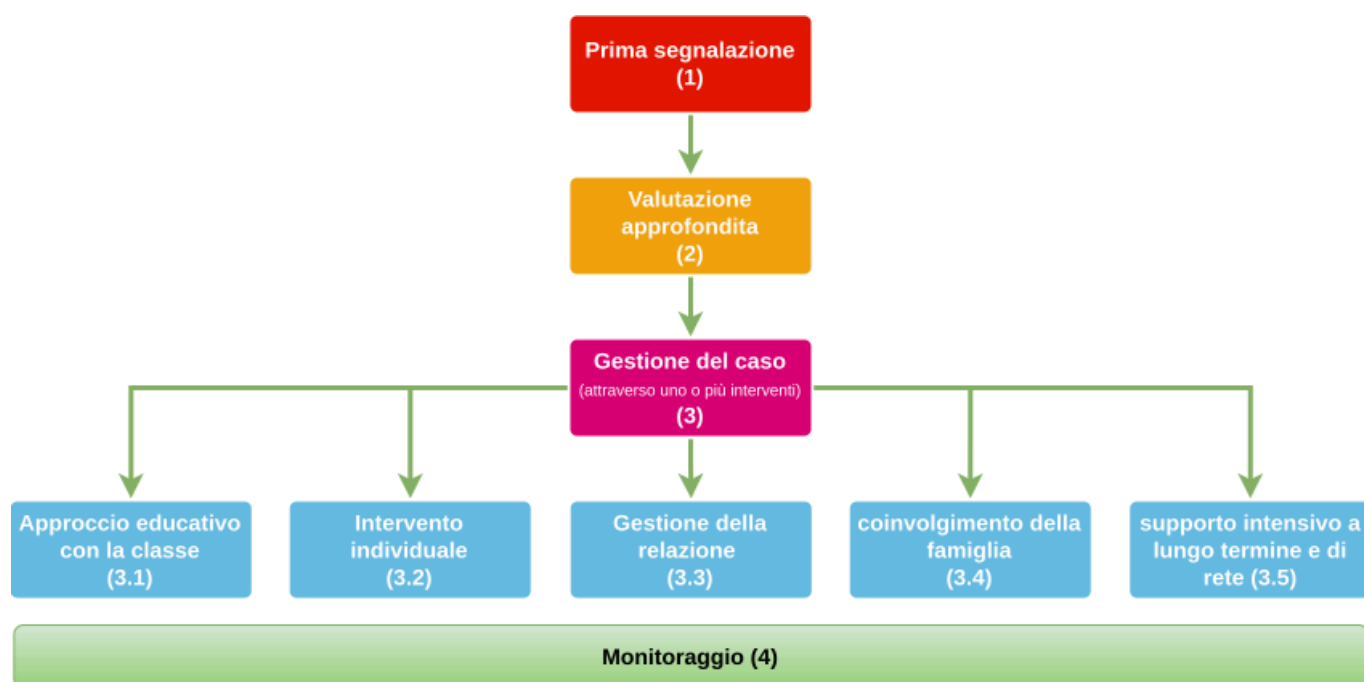 Prima segnalazione
(1)
Valutazione
approfondita
(2)
Gestione del caso
(attraverso uno o più interventi)
(3)
Approccio educativo
con la classe
(3.1)
Intervento
individuale
(3.2)
Gestione della
relazione
(3.3)
coinvolgimento della
famiglia
(3.4)
supporto intensivo a
lungo termine e di
rete (3.5)
Monitoraggio (4)